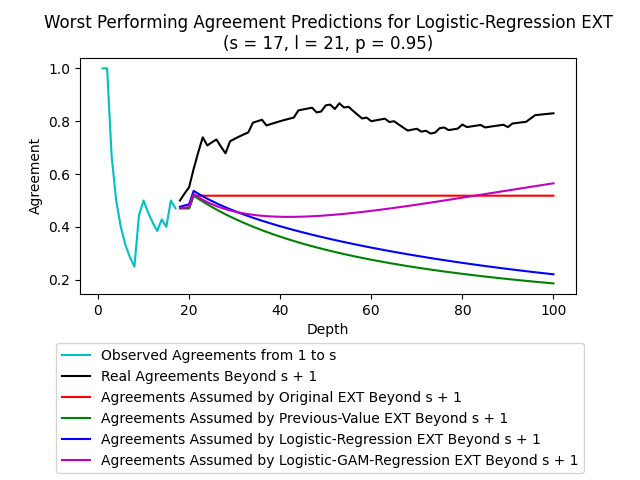 Worst Performing Agreement Predictions for Logistic-Regression EXT
(s = 17, l = 21, p = 0.95)
1.0
0.8
0.6
0.4
0.2
Agreement
0 20 40 60 80 100
Depth
Observed Agreements from 1 to s
Real Agreements Beyond s + 1
Agreements Assumed by Original EXT Beyond s + 1
Agreements Assumed by Previous-Value EXT Beyond s + 1
Agreements Assumed by Logistic-Regression EXT Beyond s + 1
Agreements Assumed by Logistic-GAM-Regression EXT Beyond s + 1